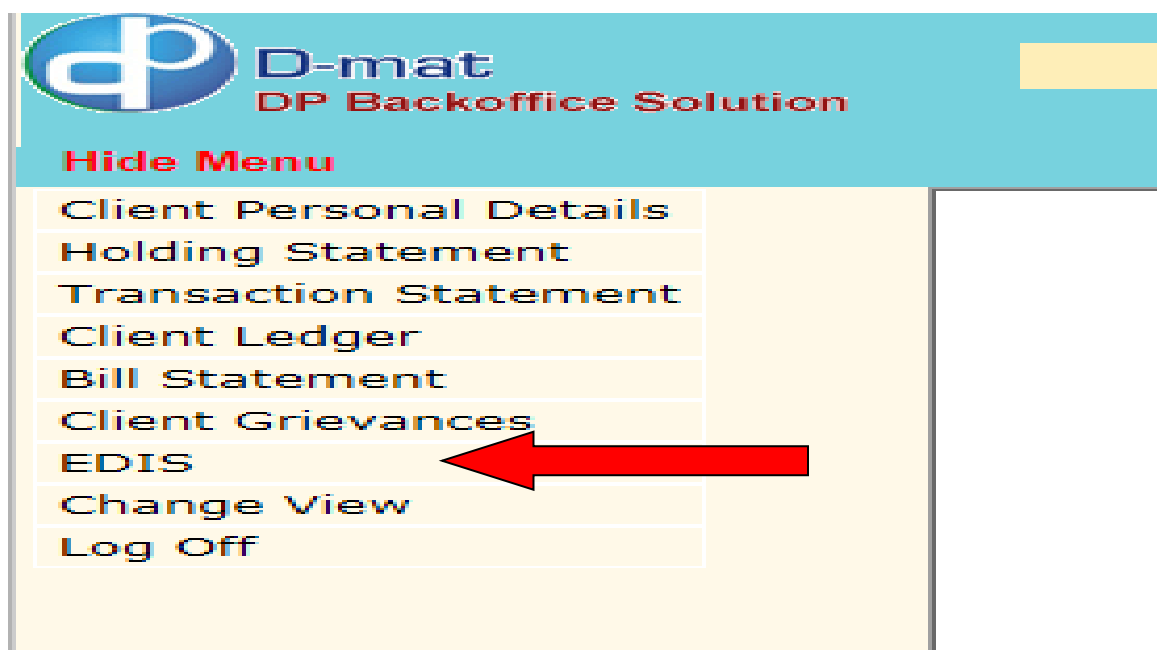 dp
D-mat
DP Backoffice Solution
Hide Menu
Client Personal Details
Holding Statement
Transaction Statement
Client Ledger
Bill Statement
Client Grievances
EDIS
Change View
Log Off